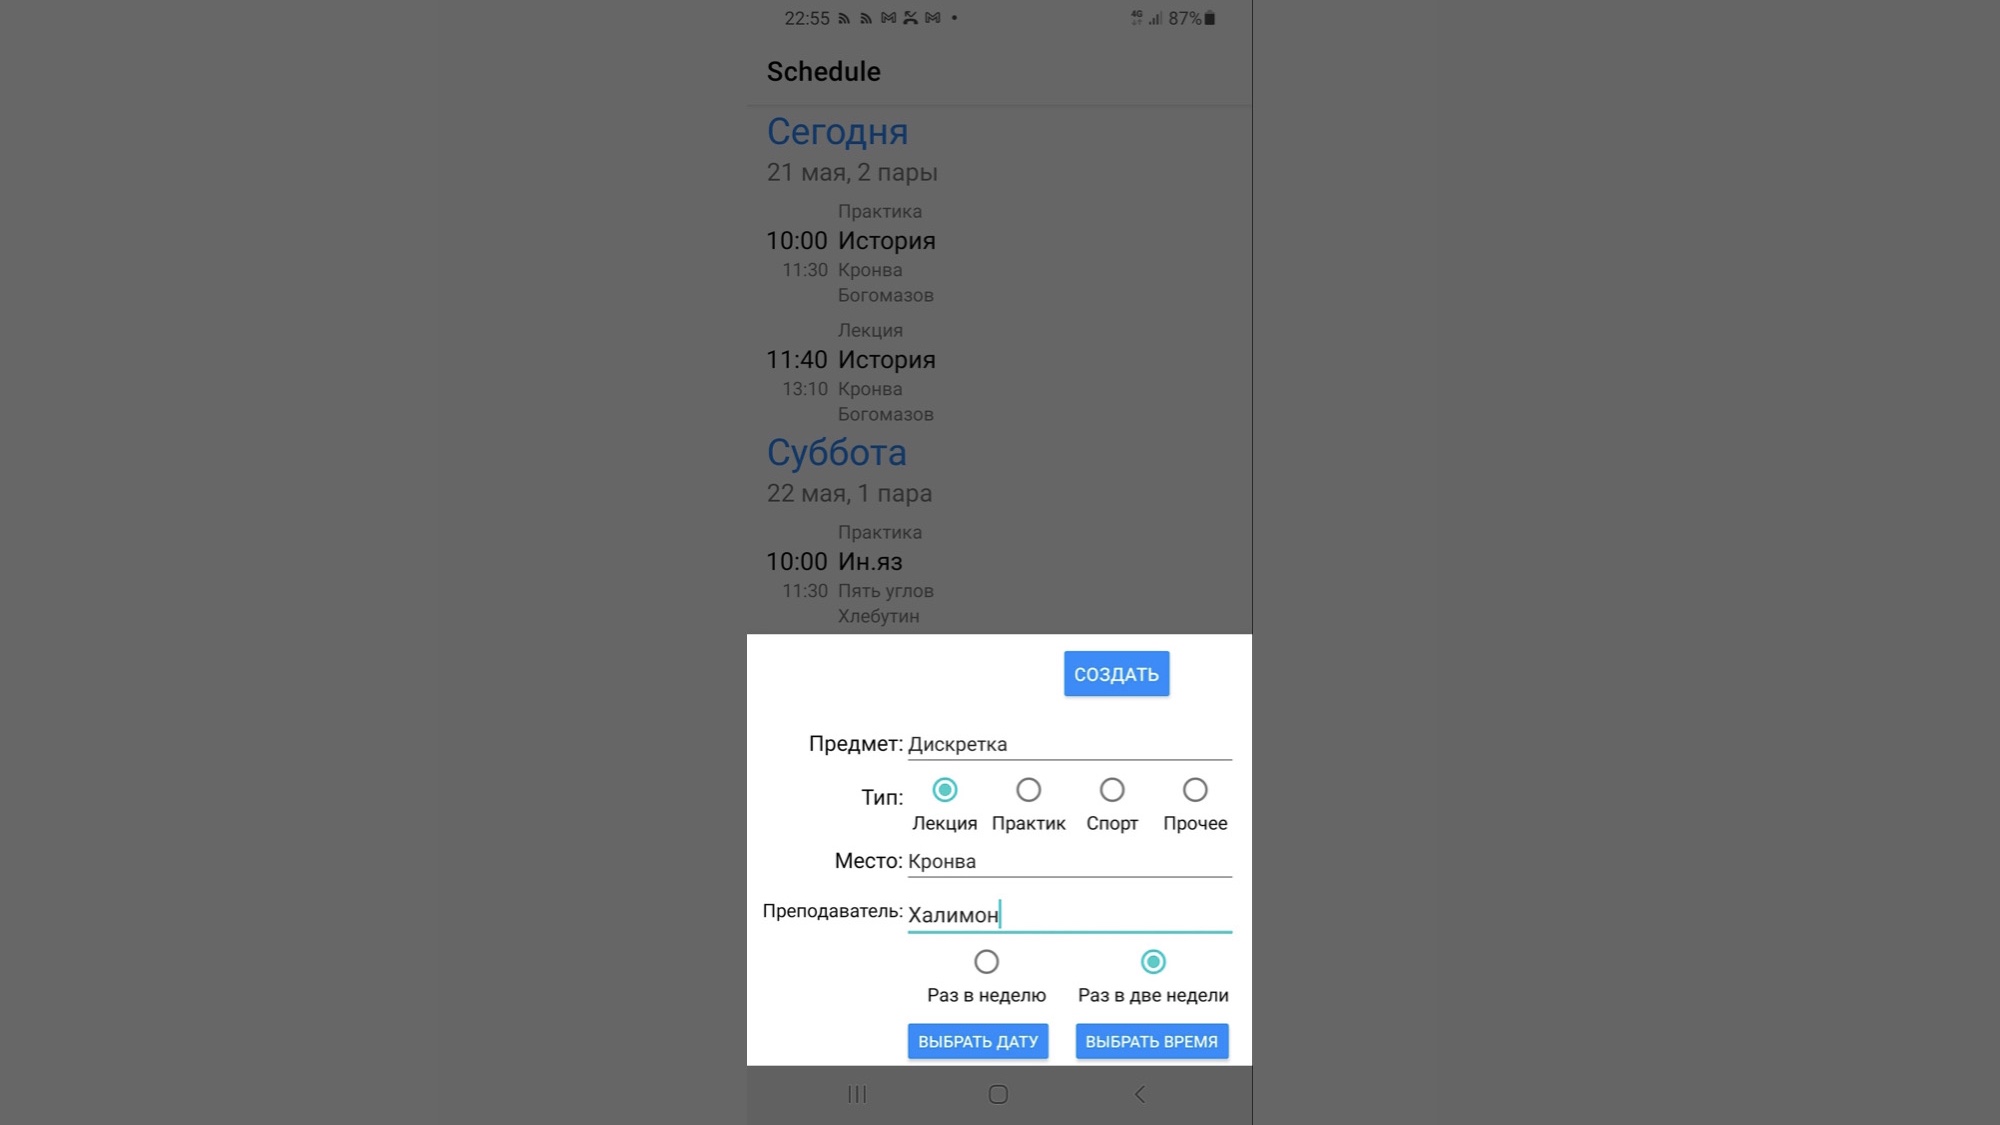 22:55 4G 87%
Schedule
Сегодня
21 мая, 2 пары
Практика
10:00 История
11:30 Кронва
Богомазов
Лекция
11:40 История
13:10 Кронва
Богомазов
Суббота
22 мая, 1 пара
Практика
10:00 Ин.яз
11:30 Пять углов
Хлебутин
СОЗДАТЬ
Предмет: Дискретка
Тип:
Лекция Практик Спорт Прочее
Место: Кронва
Преподаватель: Халимон
Раз в неделю Раз в две недели
ВЫБРАТЬ ДАТУ ВЫБРАТЬ ВРЕМЯ